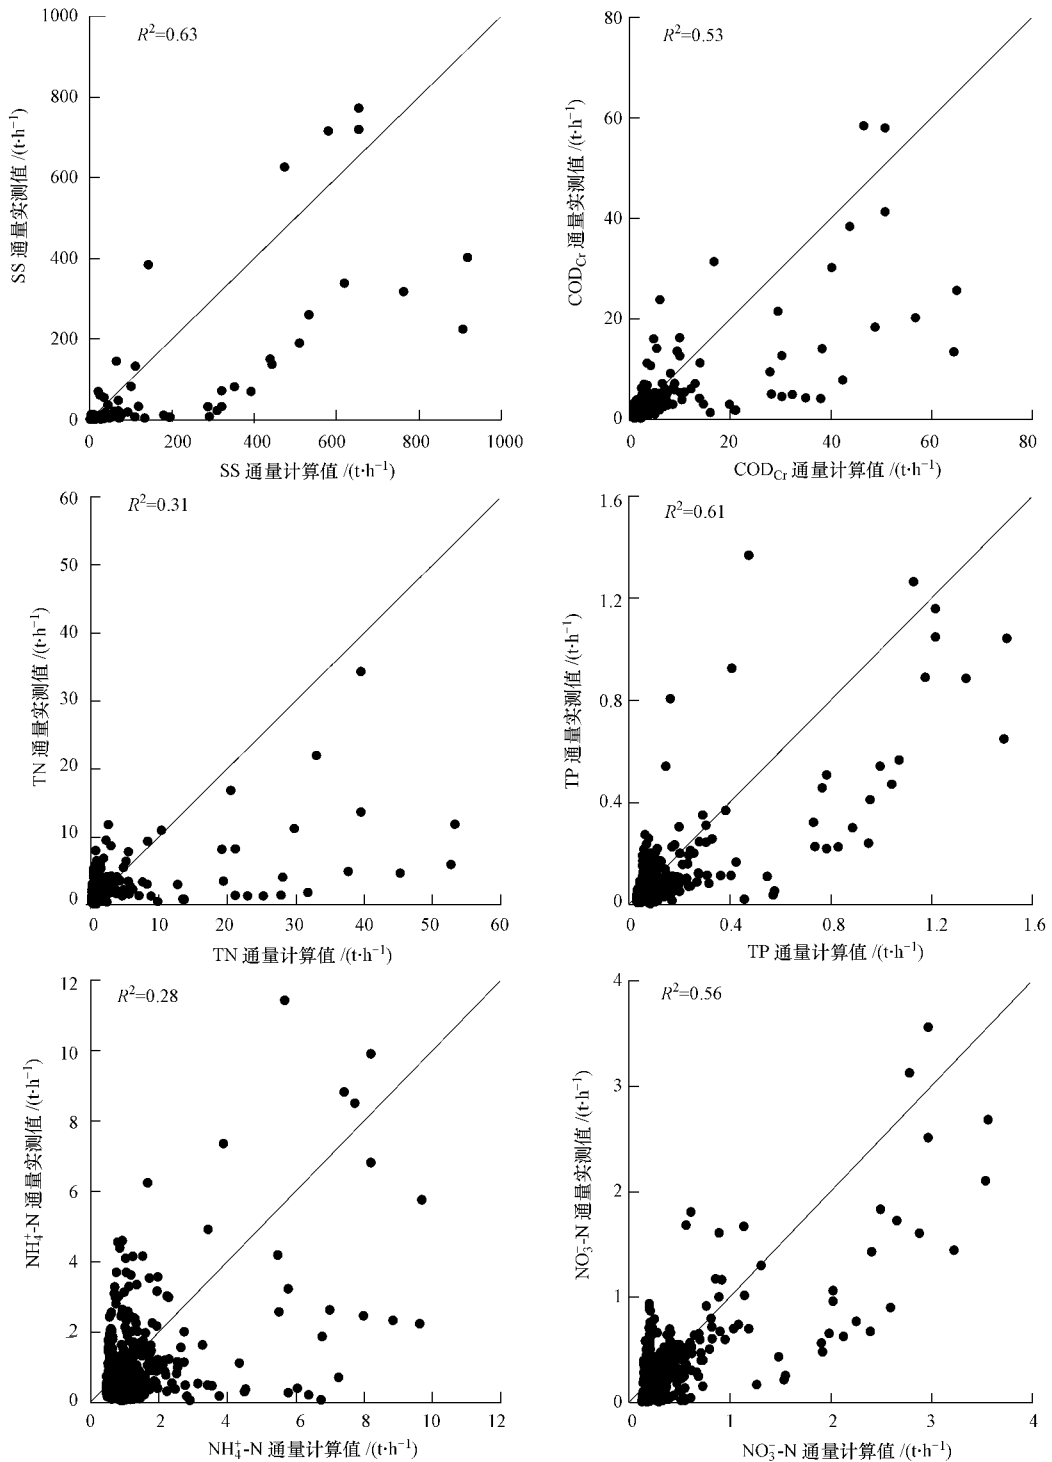 R²=0.63
1000
800
600
400
200
0
SS 通量实测值 /(t·h⁻¹)
0 200 400 600 800 1000
SS 通量计算值 /(t·h⁻¹)
R²=0.53
80
60
40
20
0
COD_Cr 通量实测值 /(t·h⁻¹)
0 20 40 60 80
COD_Cr 通量计算值 /(t·h⁻¹)
R²=0.31
60
50
40
30
20
10
0
TN 通量实测值 /(t·h⁻¹)
0 10 20 30 40 50 60
TN 通量计算值 /(t·h⁻¹)
R²=0.61
1.6
1.2
0.8
0.4
0
TP 通量实测值 /(t·h⁻¹)
0 0.4 0.8 1.2 1.6
TP 通量计算值 /(t·h⁻¹)
R²=0.28
12
10
8
6
4
2
0
NH₄⁺-N 通量实测值 /(t·h⁻¹)
0 2 4 6 8 10 12
NH₄⁺-N 通量计算值 /(t·h⁻¹)
R²=0.56
4
3
2
1
0
NO₃⁻-N 通量实测值 /(t·h⁻¹)
0 1 2 3 4
NO₃⁻-N 通量计算值 /(t·h⁻¹)